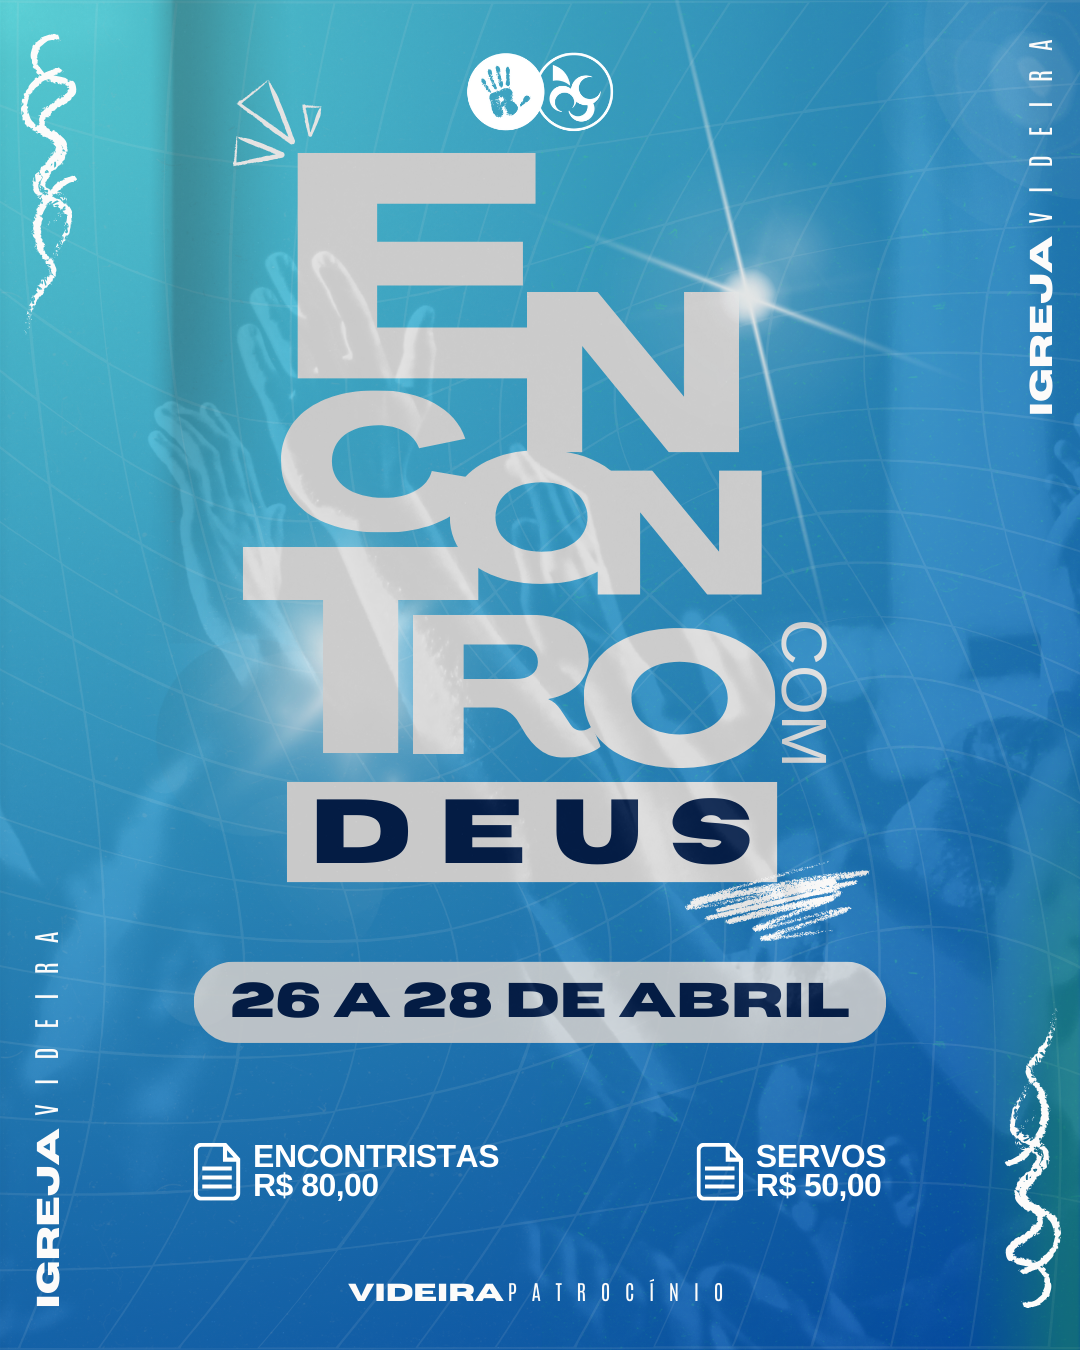 IGREJA VIDEIRA
EN
CON
TRO
COM
DEUS
26 A 28 DE ABRIL
IGREJA VIDEIRA
ENCONTRISTAS
R$ 80,00
SERVOS
R$ 50,00
VIDEIRA PATROCÍNIO